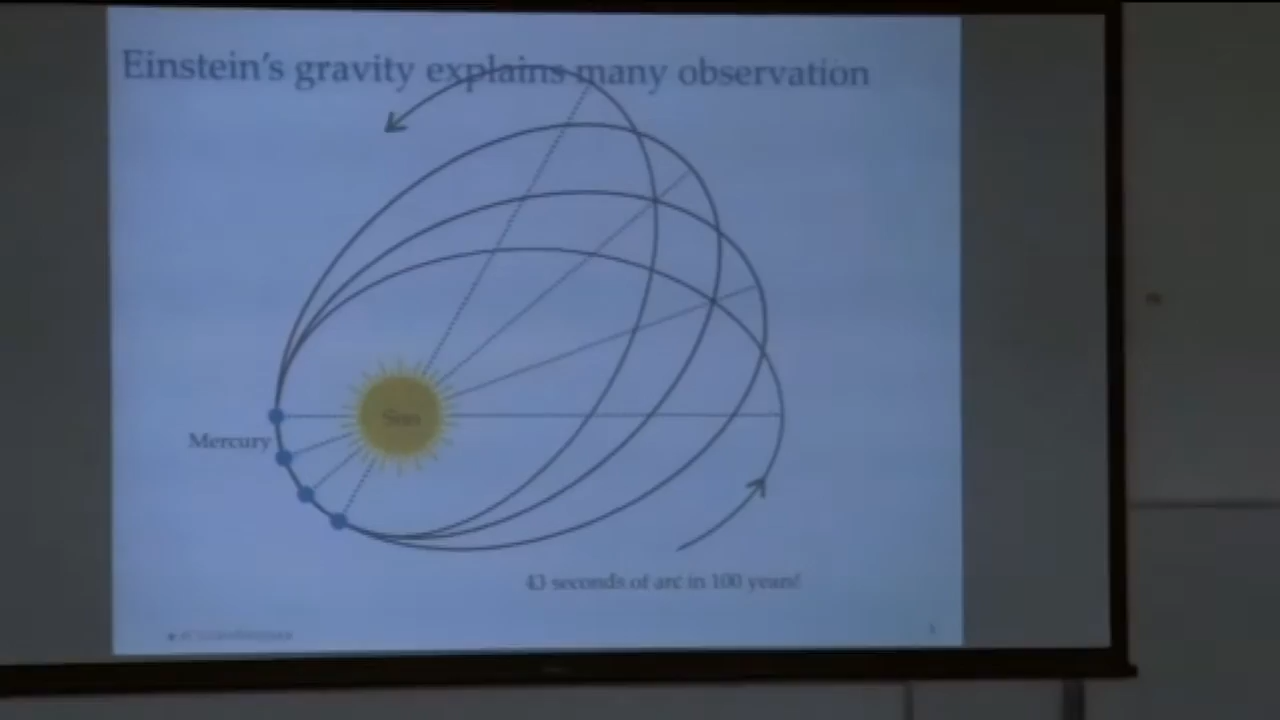 Einstein's gravity explains many observation
Sun
Mercury
43 seconds of arc in 100 years!